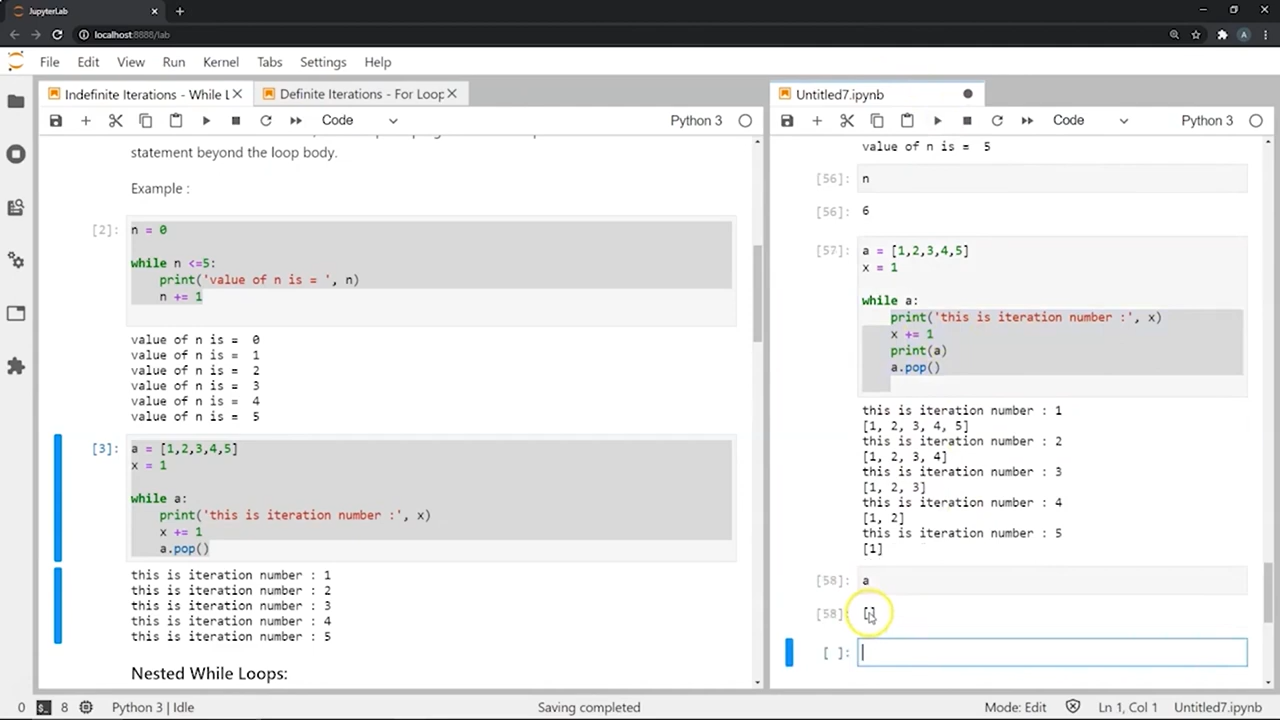 JupyterLab
localhost:8888/lab
A
File Edit View Run Kernel Tabs Settings Help
Indefinite Iterations - While L
Definite Iterations - For Loop
Code
Python 3
statement beyond the loop body.
Example :
[2]:
n = 0
while n <=5:
print('value of n is = ', n)
n += 1
value of n is =  0
value of n is =  1
value of n is =  2
value of n is =  3
value of n is =  4
value of n is =  5
[3]:
a = [1,2,3,4,5]
x = 1
while a:
print('this is iteration number :', x)
x += 1
a.pop()
this is iteration number : 1
this is iteration number : 2
this is iteration number : 3
this is iteration number : 4
this is iteration number : 5
Nested While Loops:
Untitled7.ipynb
Code
Python 3
value of n is =  5
[56]: n
[56]: 6
[57]:
a = [1,2,3,4,5]
x = 1
while a:
print('this is iteration number :', x)
x += 1
print(a)
a.pop()
this is iteration number : 1
[1, 2, 3, 4, 5]
this is iteration number : 2
[1, 2, 3, 4]
this is iteration number : 3
[1, 2, 3]
this is iteration number : 4
[1, 2]
this is iteration number : 5
[1]
[58]: a
[58]: []
[ ]:
0 8 Python 3 | Idle
Saving completed
Mode: Edit Ln 1, Col 1 Untitled7.ipynb